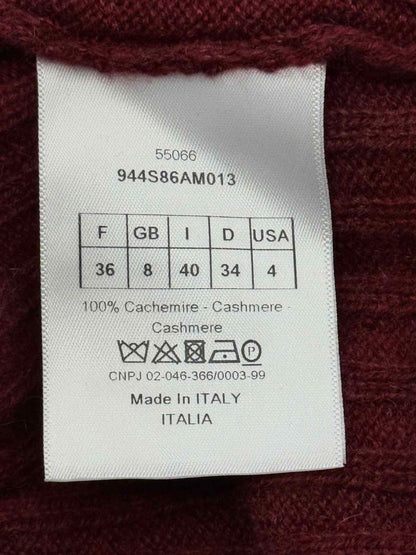 55066
944S86AM013
F GB I D USA
36 8 40 34 4
100% Cachemire - Cashmere -
Cashmere
P
CNPJ 02-046-366/0003-99
Made In ITALY
ITALIA